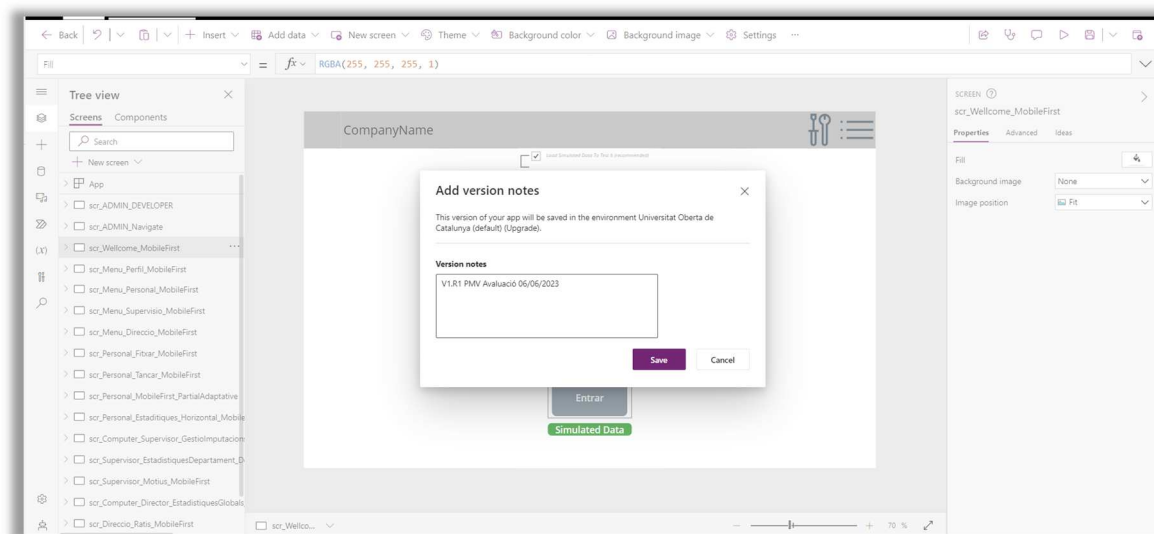 Back
Insert
Add data
New screen
Theme
Background color
Background image
Settings
Fill
= fx RGBA(255, 255, 255, 1)
Tree view
Screens Components
Search
New screen
App
scr_ADMIN_DEVELOPER
scr_ADMIN_Navigate
scr_Wellcome_MobileFirst
scr_Menu_Perfil_MobileFirst
scr_Menu_Personal_MobileFirst
scr_Menu_Supervisio_MobileFirst
scr_Menu_Direccio_MobileFirst
scr_Personal_Fitxar_MobileFirst
scr_Personal_Tancar_MobileFirst
scr_Personal_MobileFirst_PartialAdaptative
scr_Personal_Estaditiques_Horizontal_Mobile
scr_Computer_Supervisor_GestioImputacion
scr_Supervisor_EstadistiquesDepartament_D
scr_Supervisor_Motius_MobileFirst
scr_Computer_Director_EstadistiquesGlobals
scr_Direccio_Ratis_MobileFirst
CompanyName
Add version notes
This version of your app will be saved in the environment Universitat Oberta de
Catalunya (default) (Upgrade).
Version notes
V1.R1 PMV Avaluació 06/06/2023
Save Cancel
Entrar
Simulated Data
scr_Wellco...
70 %
SCREEN
scr_Wellcome_MobileFirst
Properties Advanced Ideas
Fill
Background image None
Image position Fit